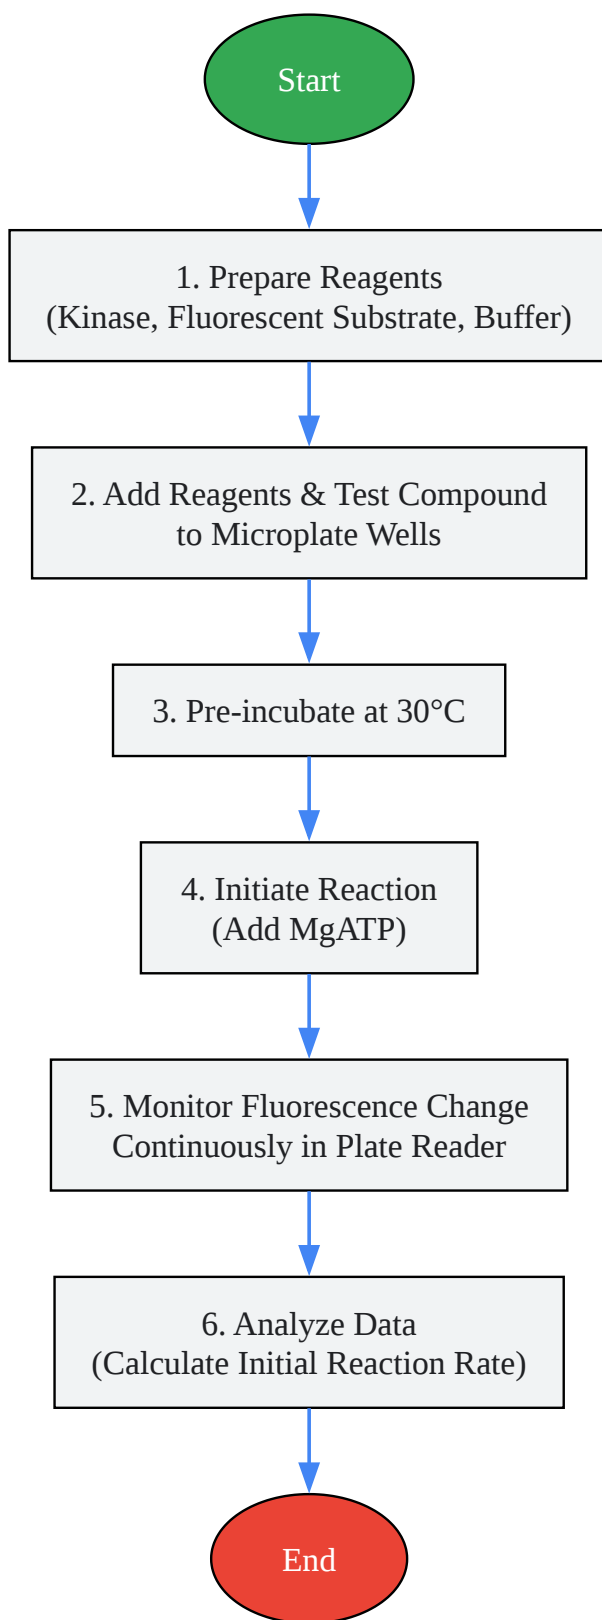 Start
1. Prepare Reagents
(Kinase, Fluorescent Substrate, Buffer)
2. Add Reagents & Test Compound
to Microplate Wells
3. Pre-incubate at 30°C
4. Initiate Reaction
(Add MgATP)
5. Monitor Fluorescence Change
Continuously in Plate Reader
6. Analyze Data
(Calculate Initial Reaction Rate)
End